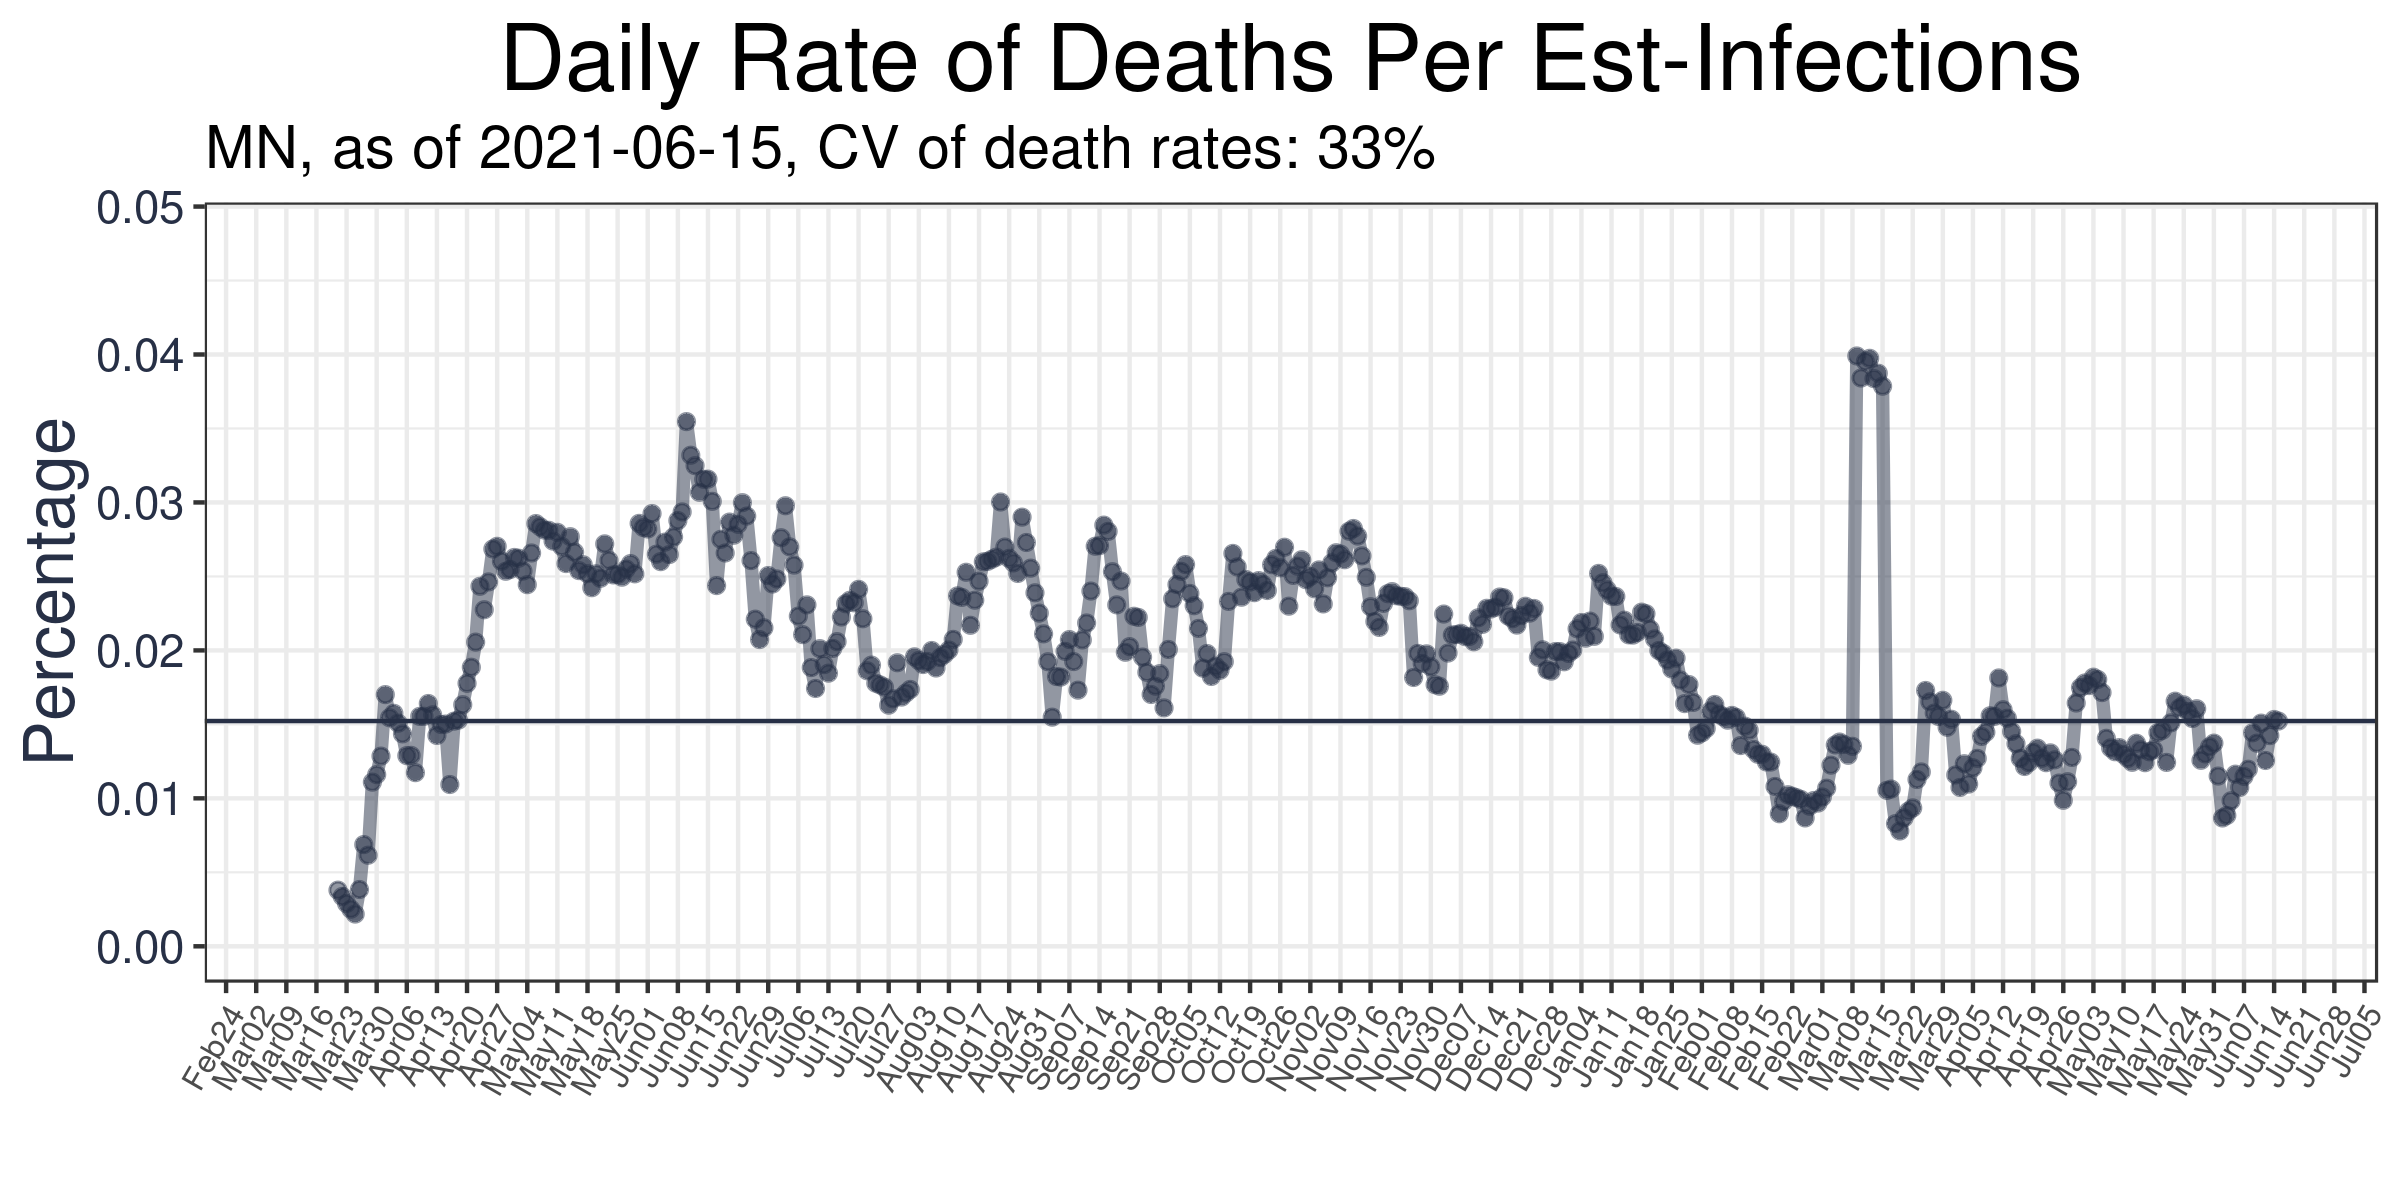 Daily Rate of Deaths Per Est-Infections
MN, as of 2021-06-15, CV of death rates: 33%
Percentage
0.05
0.04
0.03
0.02
0.01
0.00
Feb24 Mar02 Mar09 Mar16 Mar23 Mar30 Apr06 Apr13 Apr20 Apr27 May04 May11 May18 May25 Jun01 Jun08 Jun15 Jun22 Jun29 Jul06 Jul13 Jul20 Jul27 Aug03 Aug10 Aug17 Aug24 Aug31 Sep07 Sep14 Sep21 Sep28 Oct05 Oct12 Oct19 Oct26 Nov02 Nov09 Nov16 Nov23 Nov30 Dec07 Dec14 Dec21 Dec28 Jan04 Jan11 Jan18 Jan25 Feb01 Feb08 Feb15 Feb22 Mar01 Mar08 Mar15 Mar22 Mar29 Apr05 Apr12 Apr19 Apr26 May03 May10 May17 May24 May31 Jun07 Jun14 Jun21 Jun28 Jul05